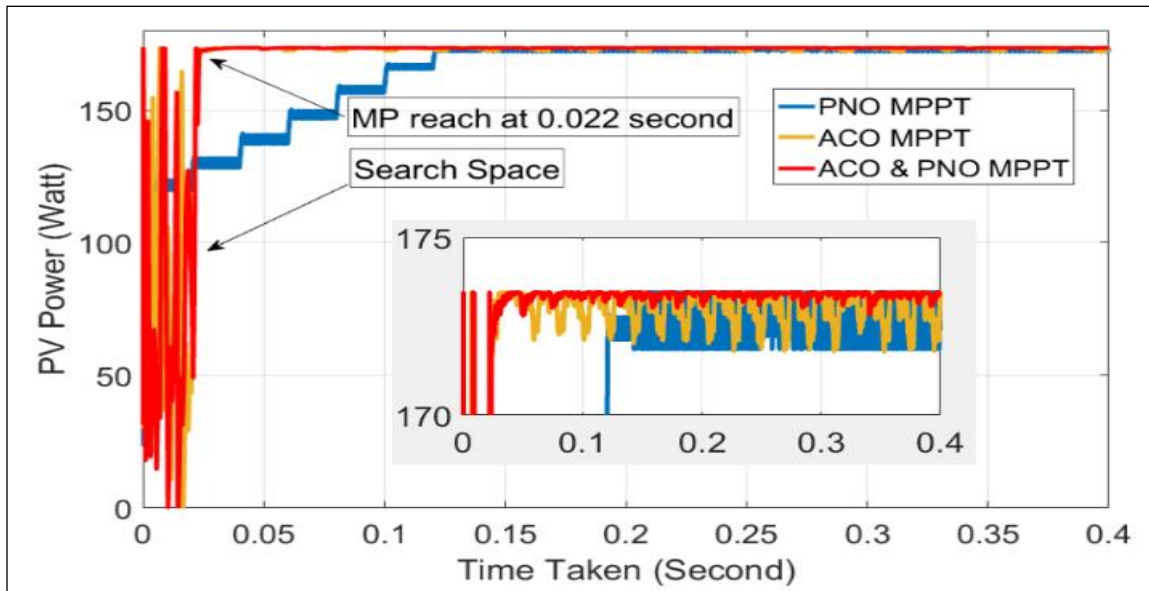 PV Power (Watt)
150
100
50
0
MP reach at 0.022 second
Search Space
PNO MPPT
ACO MPPT
ACO & PNO MPPT
175
170
0 0.1 0.2 0.3 0.4
0 0.05 0.1 0.15 0.2 0.25 0.3 0.35 0.4
Time Taken (Second)